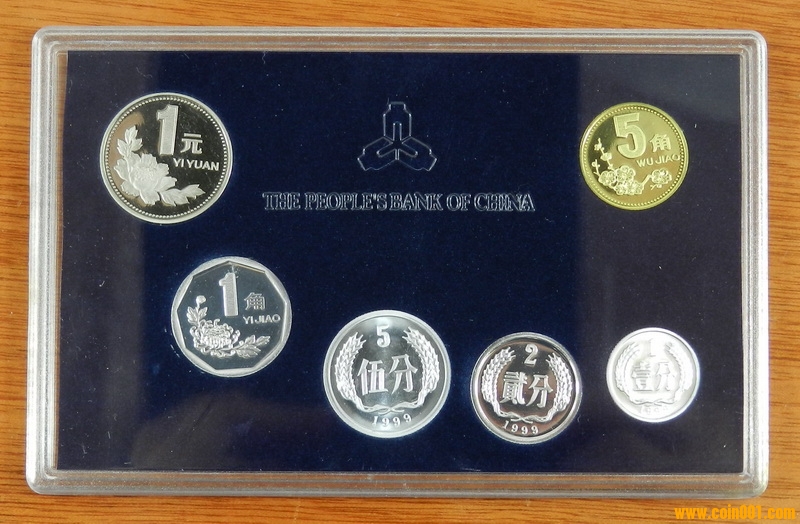 1元
YI YUAN
5角
WU JIAO
THE PEOPLE'S BANK OF CHINA
1角
YI JIAO
5
伍分
1999
2
贰分
1999
1
壹分
www.coin001.com